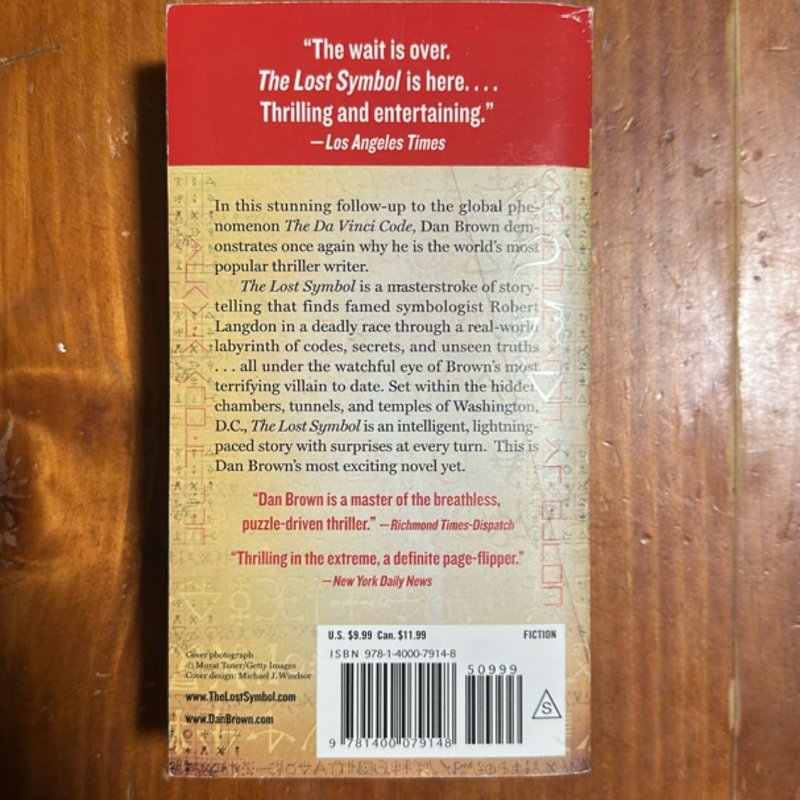 “The wait is over.
The Lost Symbol is here. . . .
Thrilling and entertaining.”
—Los Angeles Times
In this stunning follow-up to the global phe-
nomenon The Da Vinci Code, Dan Brown dem-
onstrates once again why he is the world’s most
popular thriller writer.
The Lost Symbol is a masterstroke of story-
telling that finds famed symbologist Robert
Langdon in a deadly race through a real-world
labyrinth of codes, secrets, and unseen truths
. . . all under the watchful eye of Brown’s most
terrifying villain to date. Set within the hidden
chambers, tunnels, and temples of Washington,
D.C., The Lost Symbol is an intelligent, lightning-
paced story with surprises at every turn. This is
Dan Brown’s most exciting novel yet.
“Dan Brown is a master of the breathless,
puzzle-driven thriller.” —Richmond Times-Dispatch
“Thrilling in the extreme, a definite page-flipper.”
—New York Daily News
U.S. $9.99 Can. $11.99 FICTION
ISBN 978-1-4000-7914-8
50999
S
9 781400 079148
Cover photograph
© Murat Taner/Getty Images
Cover design: Michael J. Windsor
www.TheLostSymbol.com
www.DanBrown.com